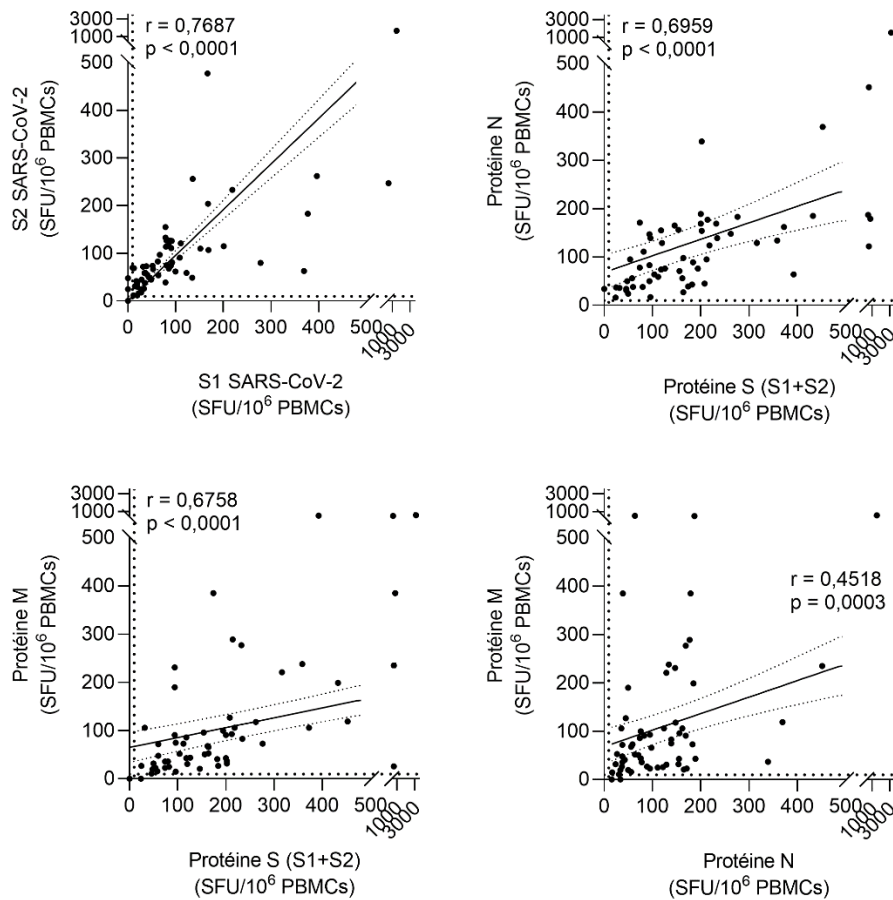 r = 0,7687
p < 0,0001
S2 SARS-CoV-2
(SFU/10⁶ PBMCs)
3000
1000
500
400
300
200
100
0
0 100 200 300 400 500 1000 3000
S1 SARS-CoV-2
(SFU/10⁶ PBMCs)
r = 0,6959
p < 0,0001
Protéine N
(SFU/10⁶ PBMCs)
3000
1000
500
400
300
200
100
0
0 100 200 300 400 500 1000 3000
Protéine S (S1+S2)
(SFU/10⁶ PBMCs)
r = 0,6758
p < 0,0001
Protéine M
(SFU/10⁶ PBMCs)
3000
1000
500
400
300
200
100
0
0 100 200 300 400 500 1000 3000
Protéine S (S1+S2)
(SFU/10⁶ PBMCs)
r = 0,4518
p = 0,0003
Protéine M
(SFU/10⁶ PBMCs)
3000
1000
500
400
300
200
100
0
0 100 200 300 400 500 1000 3000
Protéine N
(SFU/10⁶ PBMCs)